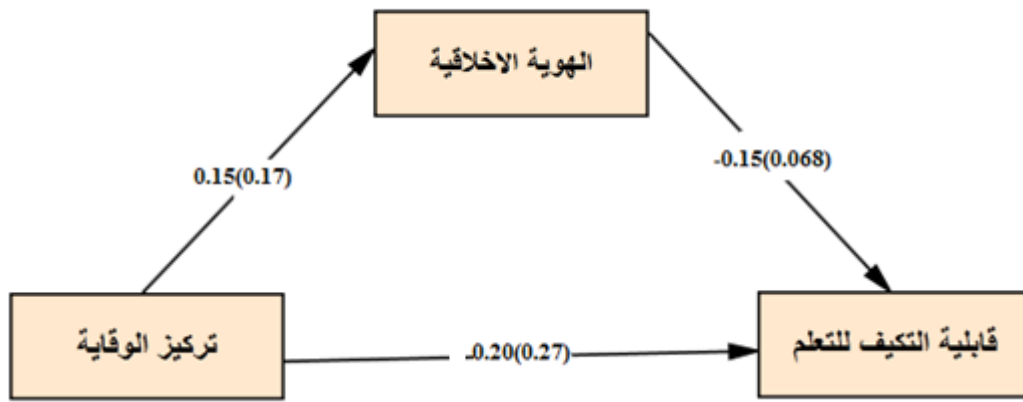 الهوية الاخلاقية
0.15(0.17)
-0.15(0.068)
تركيز الوقاية
-0.20(0.27)
قابلية التكيف للتعلم